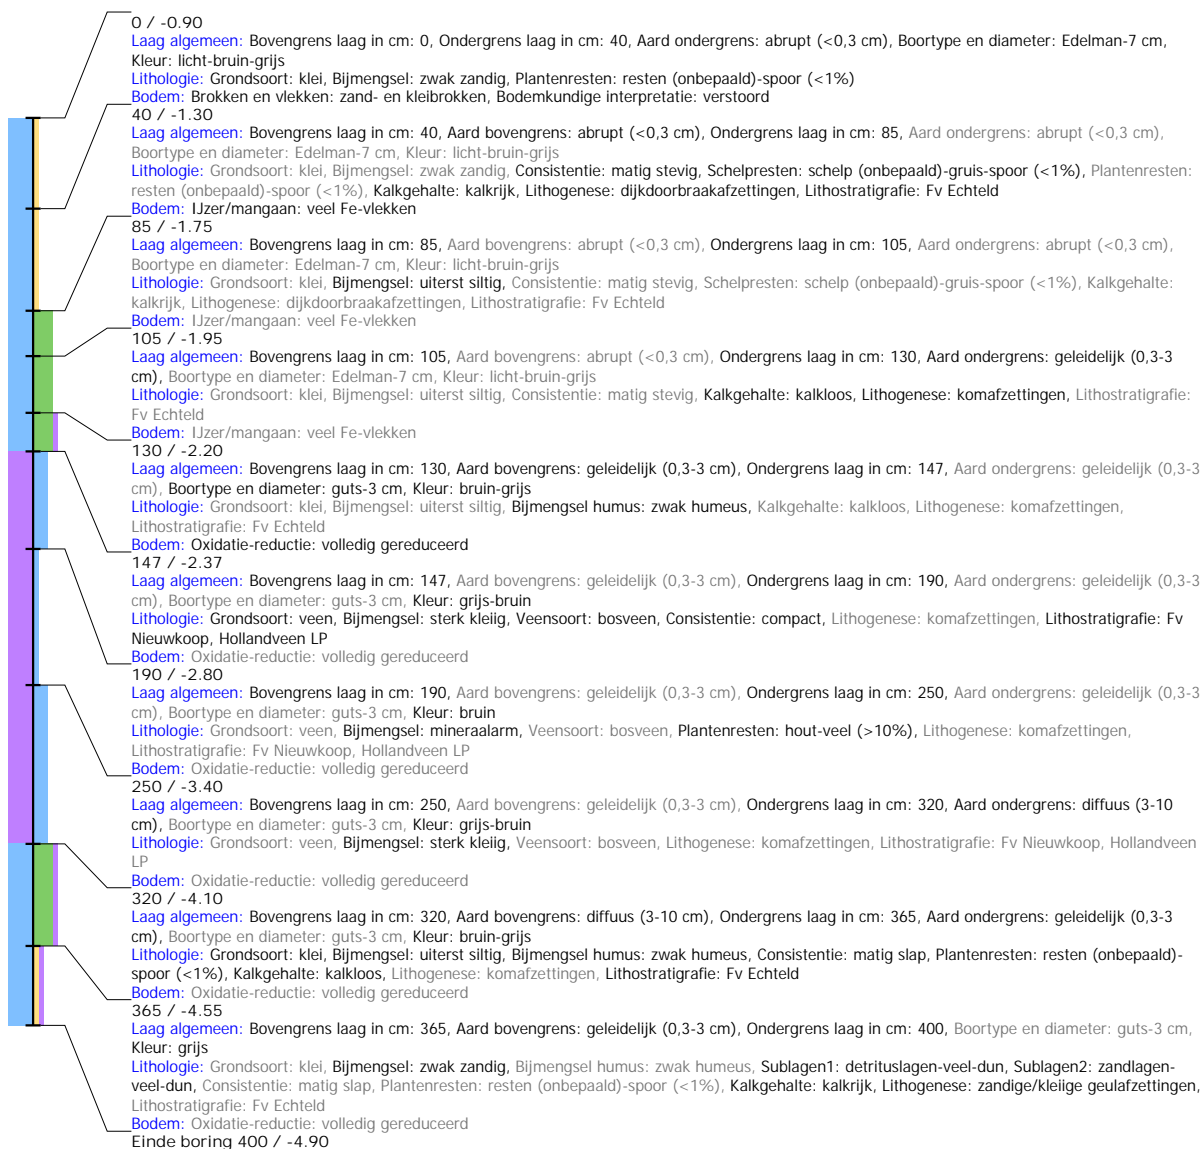 0 / -0.90
Laag algemeen: Bovengrens laag in cm: 0, Ondergrens laag in cm: 40, Aard ondergrens: abrupt (<0,3 cm), Boortype en diameter: Edelman-7 cm,
Kleur: licht-bruin-grijs
Lithologie: Grondsoort: klei, Bijmengsel: zwak zandig, Plantenresten: resten (onbepaald)-spoor (<1%)
Bodem: Brokken en vlekken: zand- en kleibrokken, Bodemkundige interpretatie: verstoord
40 / -1.30
Laag algemeen: Bovengrens laag in cm: 40, Aard bovengrens: abrupt (<0,3 cm), Ondergrens laag in cm: 85, Aard ondergrens: abrupt (<0,3 cm),
Boortype en diameter: Edelman-7 cm, Kleur: licht-bruin-grijs
Lithologie: Grondsoort: klei, Bijmengsel: zwak zandig, Consistentie: matig stevig, Schelpresten: schelp (onbepaald)-gruis-spoor (<1%), Plantenresten:
resten (onbepaald)-spoor (<1%), Kalkgehalte: kalkrijk, Lithogenese: dijkdoorbraakafzettingen, Lithostratigrafie: Fv Echteld
Bodem: IJzer/mangaan: veel Fe-vlekken
85 / -1.75
Laag algemeen: Bovengrens laag in cm: 85, Aard bovengrens: abrupt (<0,3 cm), Ondergrens laag in cm: 105, Aard ondergrens: abrupt (<0,3 cm),
Boortype en diameter: Edelman-7 cm, Kleur: licht-bruin-grijs
Lithologie: Grondsoort: klei, Bijmengsel: uiterst siltig, Consistentie: matig stevig, Schelpresten: schelp (onbepaald)-gruis-spoor (<1%), Kalkgehalte:
kalkrijk, Lithogenese: dijkdoorbraakafzettingen, Lithostratigrafie: Fv Echteld
Bodem: IJzer/mangaan: veel Fe-vlekken
105 / -1.95
Laag algemeen: Bovengrens laag in cm: 105, Aard bovengrens: abrupt (<0,3 cm), Ondergrens laag in cm: 130, Aard ondergrens: geleidelijk (0,3-3
cm), Boortype en diameter: Edelman-7 cm, Kleur: licht-bruin-grijs
Lithologie: Grondsoort: klei, Bijmengsel: uiterst siltig, Consistentie: matig stevig, Kalkgehalte: kalkloos, Lithogenese: komafzettingen, Lithostratigrafie:
Fv Echteld
Bodem: IJzer/mangaan: veel Fe-vlekken
130 / -2.20
Laag algemeen: Bovengrens laag in cm: 130, Aard bovengrens: geleidelijk (0,3-3 cm), Ondergrens laag in cm: 147, Aard ondergrens: geleidelijk (0,3-3
cm), Boortype en diameter: guts-3 cm, Kleur: bruin-grijs
Lithologie: Grondsoort: klei, Bijmengsel: uiterst siltig, Bijmengsel humus: zwak humeus, Kalkgehalte: kalkloos, Lithogenese: komafzettingen,
Lithostratigrafie: Fv Echteld
Bodem: Oxidatie-reductie: volledig gereduceerd
147 / -2.37
Laag algemeen: Bovengrens laag in cm: 147, Aard bovengrens: geleidelijk (0,3-3 cm), Ondergrens laag in cm: 190, Aard ondergrens: geleidelijk (0,3-3
cm), Boortype en diameter: guts-3 cm, Kleur: grijs-bruin
Lithologie: Grondsoort: veen, Bijmengsel: sterk kleiig, Veensoort: bosveen, Consistentie: compact, Lithogenese: komafzettingen, Lithostratigrafie: Fv
Nieuwkoop, Hollandveen LP
Bodem: Oxidatie-reductie: volledig gereduceerd
190 / -2.80
Laag algemeen: Bovengrens laag in cm: 190, Aard bovengrens: geleidelijk (0,3-3 cm), Ondergrens laag in cm: 250, Aard ondergrens: geleidelijk (0,3-3
cm), Boortype en diameter: guts-3 cm, Kleur: bruin
Lithologie: Grondsoort: veen, Bijmengsel: mineraalarm, Veensoort: bosveen, Plantenresten: hout-veel (>10%), Lithogenese: komafzettingen,
Lithostratigrafie: Fv Nieuwkoop, Hollandveen LP
Bodem: Oxidatie-reductie: volledig gereduceerd
250 / -3.40
Laag algemeen: Bovengrens laag in cm: 250, Aard bovengrens: geleidelijk (0,3-3 cm), Ondergrens laag in cm: 320, Aard ondergrens: diffuus (3-10
cm), Boortype en diameter: guts-3 cm, Kleur: grijs-bruin
Lithologie: Grondsoort: veen, Bijmengsel: sterk kleiig, Veensoort: bosveen, Lithogenese: komafzettingen, Lithostratigrafie: Fv Nieuwkoop, Hollandveen
LP
Bodem: Oxidatie-reductie: volledig gereduceerd
320 / -4.10
Laag algemeen: Bovengrens laag in cm: 320, Aard bovengrens: diffuus (3-10 cm), Ondergrens laag in cm: 365, Aard ondergrens: geleidelijk (0,3-3
cm), Boortype en diameter: guts-3 cm, Kleur: bruin-grijs
Lithologie: Grondsoort: klei, Bijmengsel: uiterst siltig, Bijmengsel humus: zwak humeus, Consistentie: matig slap, Plantenresten: resten (onbepaald)-
spoor (<1%), Kalkgehalte: kalkloos, Lithogenese: komafzettingen, Lithostratigrafie: Fv Echteld
Bodem: Oxidatie-reductie: volledig gereduceerd
365 / -4.55
Laag algemeen: Bovengrens laag in cm: 365, Aard bovengrens: geleidelijk (0,3-3 cm), Ondergrens laag in cm: 400, Boortype en diameter: guts-3 cm,
Kleur: grijs
Lithologie: Grondsoort: klei, Bijmengsel: zwak zandig, Bijmengsel humus: zwak humeus, Sublagen1: detrituslagen-veel-dun, Sublagen2: zandlagen-
veel-dun, Consistentie: matig slap, Plantenresten: resten (onbepaald)-spoor (<1%), Kalkgehalte: kalkrijk, Lithogenese: zandige/kleiige geulafzettingen,
Lithostratigrafie: Fv Echteld
Bodem: Oxidatie-reductie: volledig gereduceerd
Einde boring 400 / -4.90